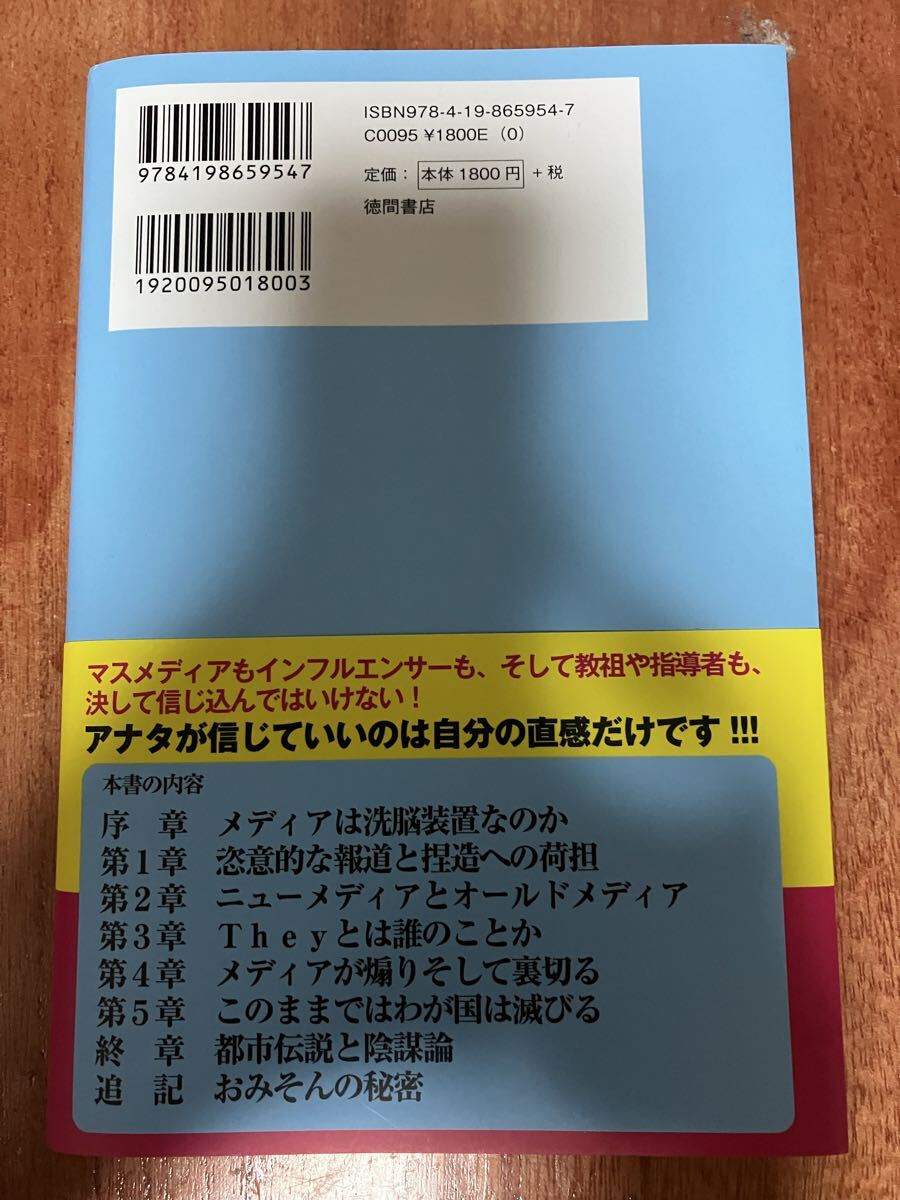 ISBN978-4-19-865954-7
C0095 ¥1800E (0)
9784198659547
定価： 本体 1800 円 + 税
徳間書店
1920095018003
マスメディアもインフルエンサーも、そして教祖や指導者も、
決して信じ込んではいけない！
アナタが信じていいのは自分の直感だけです !!!
本書の内容
序　章　メディアは洗脳装置なのか
第１章　恣意的な報道と捏造への荷担
第２章　ニューメディアとオールドメディア
第３章　Ｔｈｅｙとは誰のことか
第４章　メディアが煽りそして裏切る
第５章　このままではわが国は滅びる
終　章　都市伝説と陰謀論
追　記　おみそんの秘密